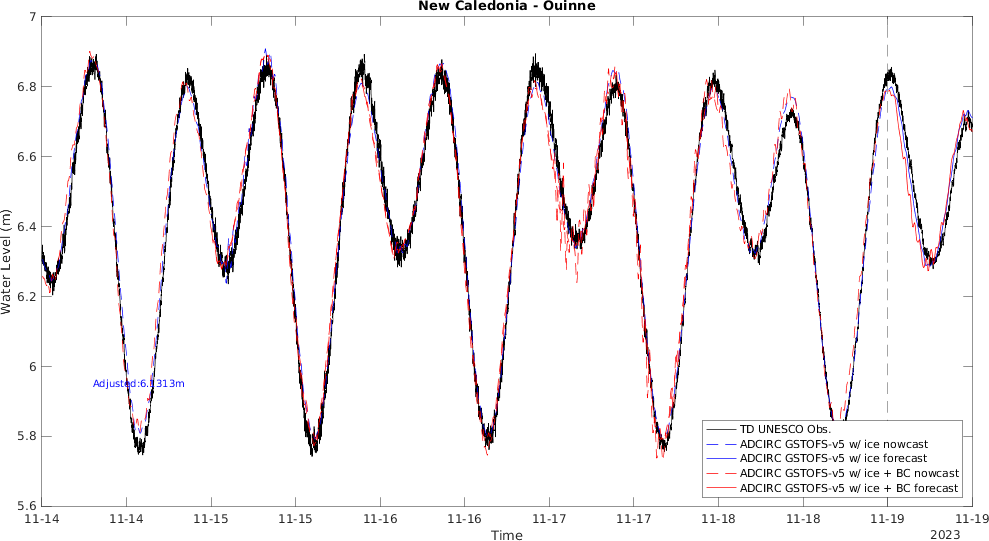 New Caledonia - Ouinne
7
6.8
6.6
6.4
6.2
6
5.8
5.6
Water Level (m)
Adjusted:6.1313m
TD UNESCO Obs.
ADCIRC GSTOFS-v5 w/ ice nowcast
ADCIRC GSTOFS-v5 w/ ice forecast
ADCIRC GSTOFS-v5 w/ ice + BC nowcast
ADCIRC GSTOFS-v5 w/ ice + BC forecast
11-14 11-14 11-15 11-15 11-16 11-16 11-17 11-17 11-18 11-18 11-19 11-19
Time
2023